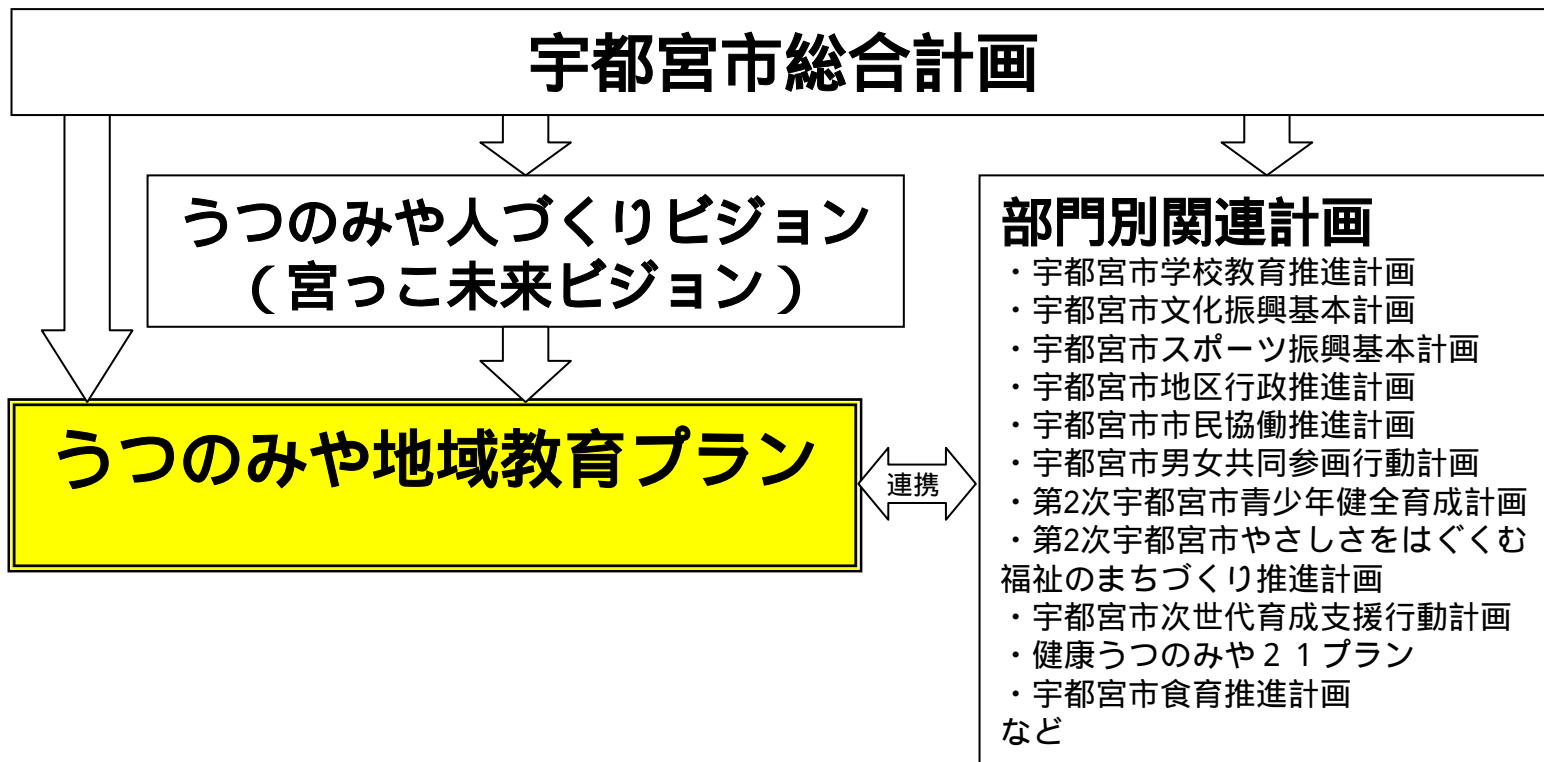 宇都宮市総合計画
うつのみや人づくりビジョン
（宮っこ未来ビジョン）
うつのみや地域教育プラン
連携
部門別関連計画
・宇都宮市学校教育推進計画
・宇都宮市文化振興基本計画
・宇都宮市スポーツ振興基本計画
・宇都宮市地区行政推進計画
・宇都宮市市民協働推進計画
・宇都宮市男女共同参画行動計画
・第2次宇都宮市青少年健全育成計画
・第2次宇都宮市やさしさをはぐくむ
福祉のまちづくり推進計画
・宇都宮市次世代育成支援行動計画
・健康うつのみや２１プラン
・宇都宮市食育推進計画
など